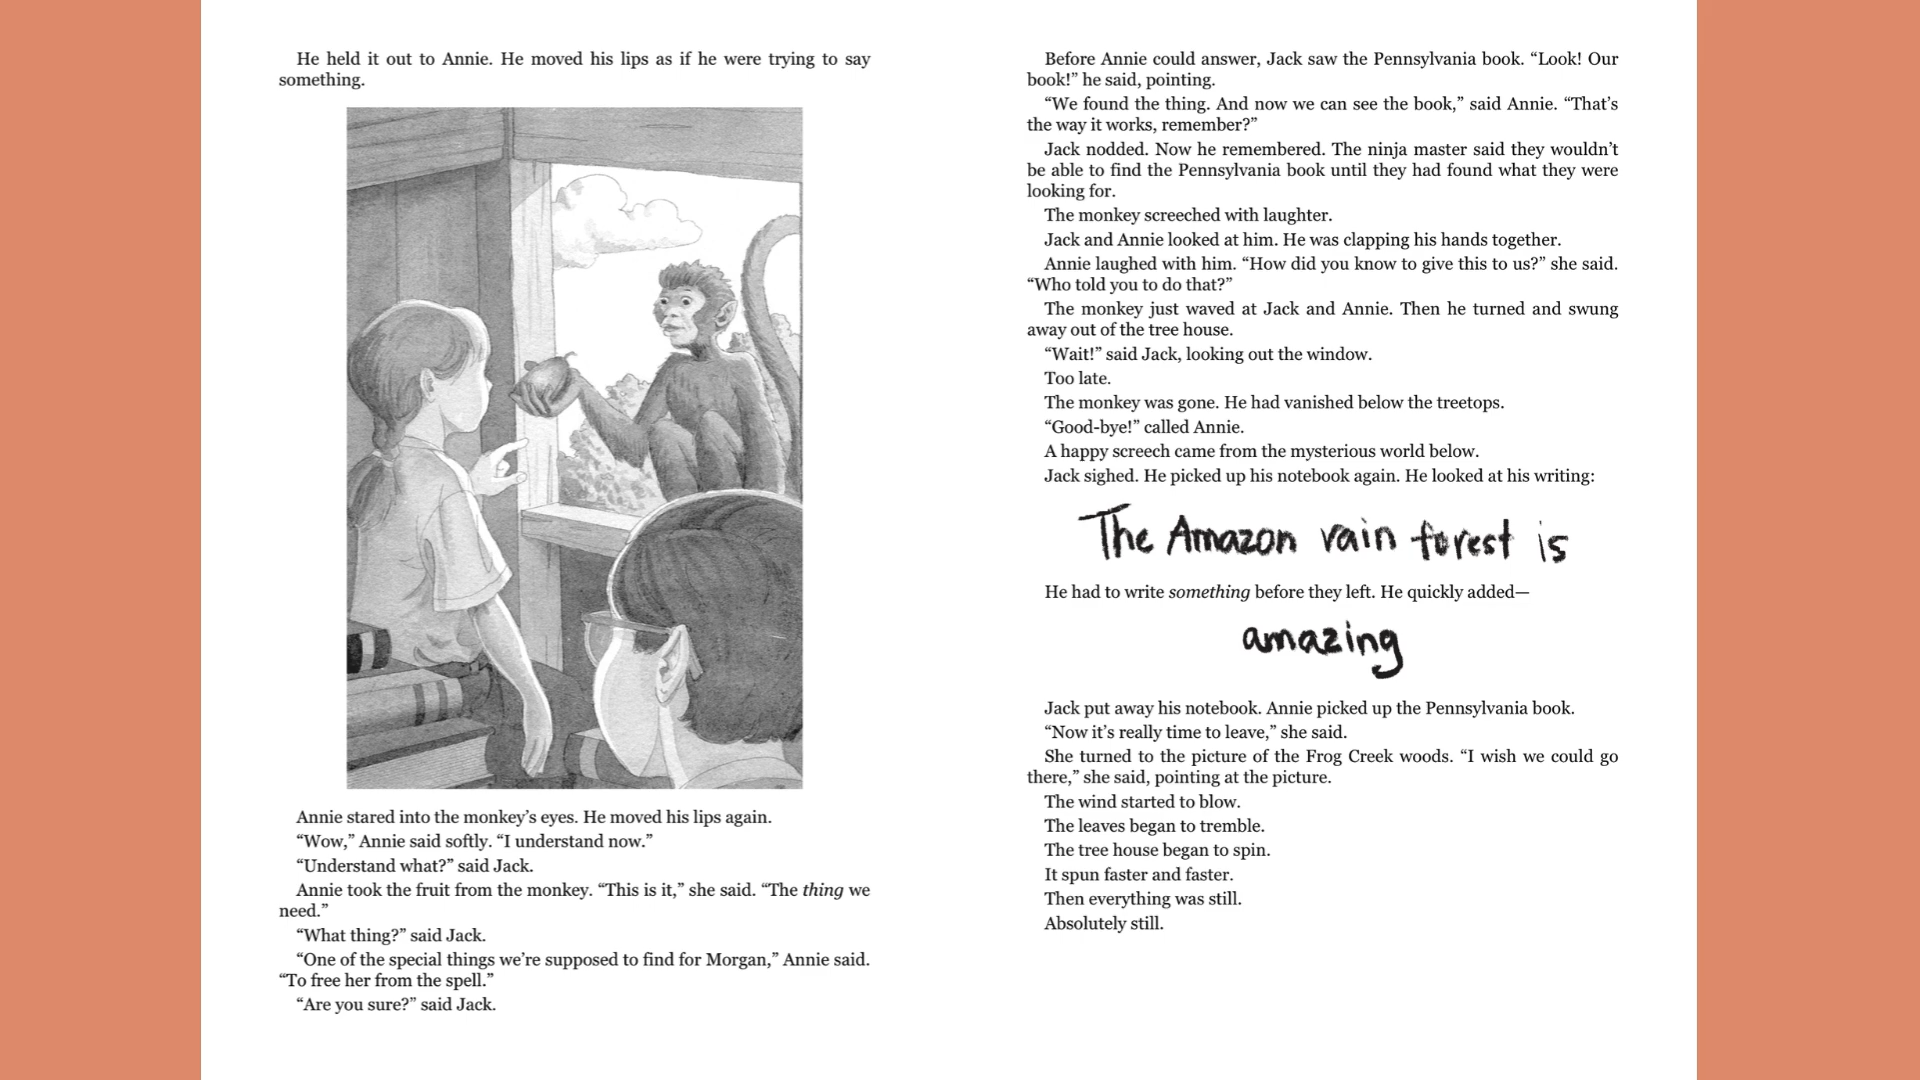 He held it out to Annie. He moved his lips as if he were trying to say
something.
Annie stared into the monkey’s eyes. He moved his lips again.
“Wow,” Annie said softly. “I understand now.”
“Understand what?” said Jack.
Annie took the fruit from the monkey. “This is it,” she said. “The thing we
need.”
“What thing?” said Jack.
“One of the special things we’re supposed to find for Morgan,” Annie said.
“To free her from the spell.”
“Are you sure?” said Jack.
Before Annie could answer, Jack saw the Pennsylvania book. “Look! Our
book!” he said, pointing.
“We found the thing. And now we can see the book,” said Annie. “That’s
the way it works, remember?”
Jack nodded. Now he remembered. The ninja master said they wouldn’t
be able to find the Pennsylvania book until they had found what they were
looking for.
The monkey screeched with laughter.
Jack and Annie looked at him. He was clapping his hands together.
Annie laughed with him. “How did you know to give this to us?” she said.
“Who told you to do that?”
The monkey just waved at Jack and Annie. Then he turned and swung
away out of the tree house.
“Wait!” said Jack, looking out the window.
Too late.
The monkey was gone. He had vanished below the treetops.
“Good-bye!” called Annie.
A happy screech came from the mysterious world below.
Jack sighed. He picked up his notebook again. He looked at his writing:
The Amazon rain forest is
He had to write something before they left. He quickly added—
amazing
Jack put away his notebook. Annie picked up the Pennsylvania book.
“Now it’s really time to leave,” she said.
She turned to the picture of the Frog Creek woods. “I wish we could go
there,” she said, pointing at the picture.
The wind started to blow.
The leaves began to tremble.
The tree house began to spin.
It spun faster and faster.
Then everything was still.
Absolutely still.